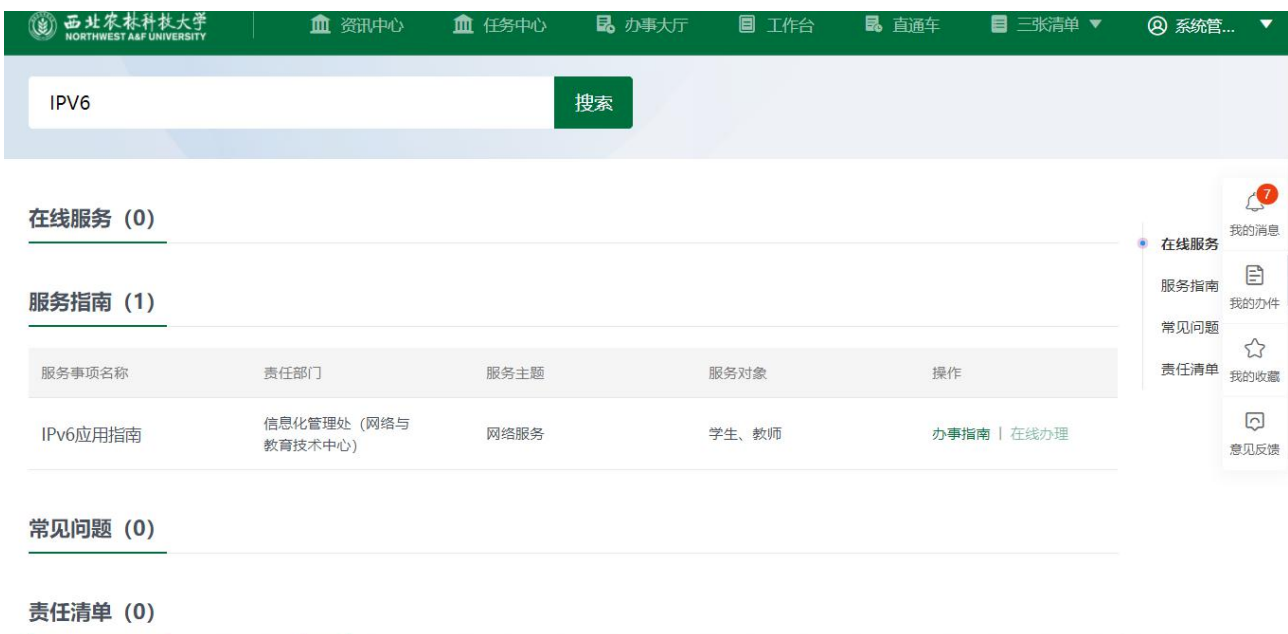 西北农林科技大学
NORTHWEST A&F UNIVERSITY
资讯中心 任务中心 办事大厅 工作台 直通车 三张清单 ▼ 系统管... ▼
IPV6 搜索
在线服务（0）
服务指南（1）
服务事项名称 责任部门 服务主题 服务对象 操作
IPv6应用指南 信息化管理处（网络与教育技术中心） 网络服务 学生、教师 办事指南 | 在线办理
常见问题（0）
责任清单（0）
在线服务
服务指南
常见问题
责任清单
7
我的消息
我的办件
我的收藏
意见反馈